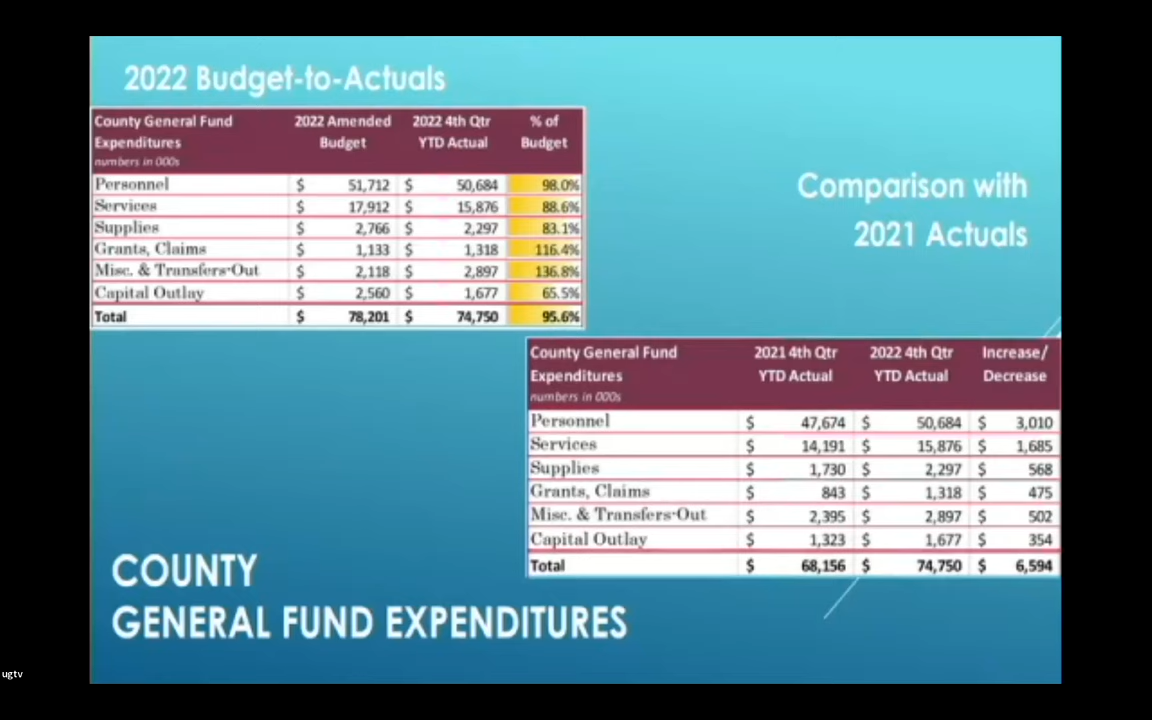 2022 Budget-to-Actuals
County General Fund Expenditures numbers in 000s 2022 Amended Budget 2022 4th Qtr YTD Actual % of Budget
Personnel $ 51,712 $ 50,684 98.0%
Services $ 17,912 $ 15,876 88.6%
Supplies $ 2,766 $ 2,297 83.1%
Grants, Claims $ 1,133 $ 1,318 116.4%
Misc. & Transfers-Out $ 2,118 $ 2,897 136.8%
Capital Outlay $ 2,560 $ 1,677 65.5%
Total $ 78,201 $ 74,750 95.6%
Comparison with
2021 Actuals
County General Fund Expenditures numbers in 000s 2021 4th Qtr YTD Actual 2022 4th Qtr YTD Actual Increase/ Decrease
Personnel $ 47,674 $ 50,684 $ 3,010
Services $ 14,191 $ 15,876 $ 1,685
Supplies $ 1,730 $ 2,297 $ 568
Grants, Claims $ 843 $ 1,318 $ 475
Misc. & Transfers-Out $ 2,395 $ 2,897 $ 502
Capital Outlay $ 1,323 $ 1,677 $ 354
Total $ 68,156 $ 74,750 $ 6,594
COUNTY
GENERAL FUND EXPENDITURES
ugtv